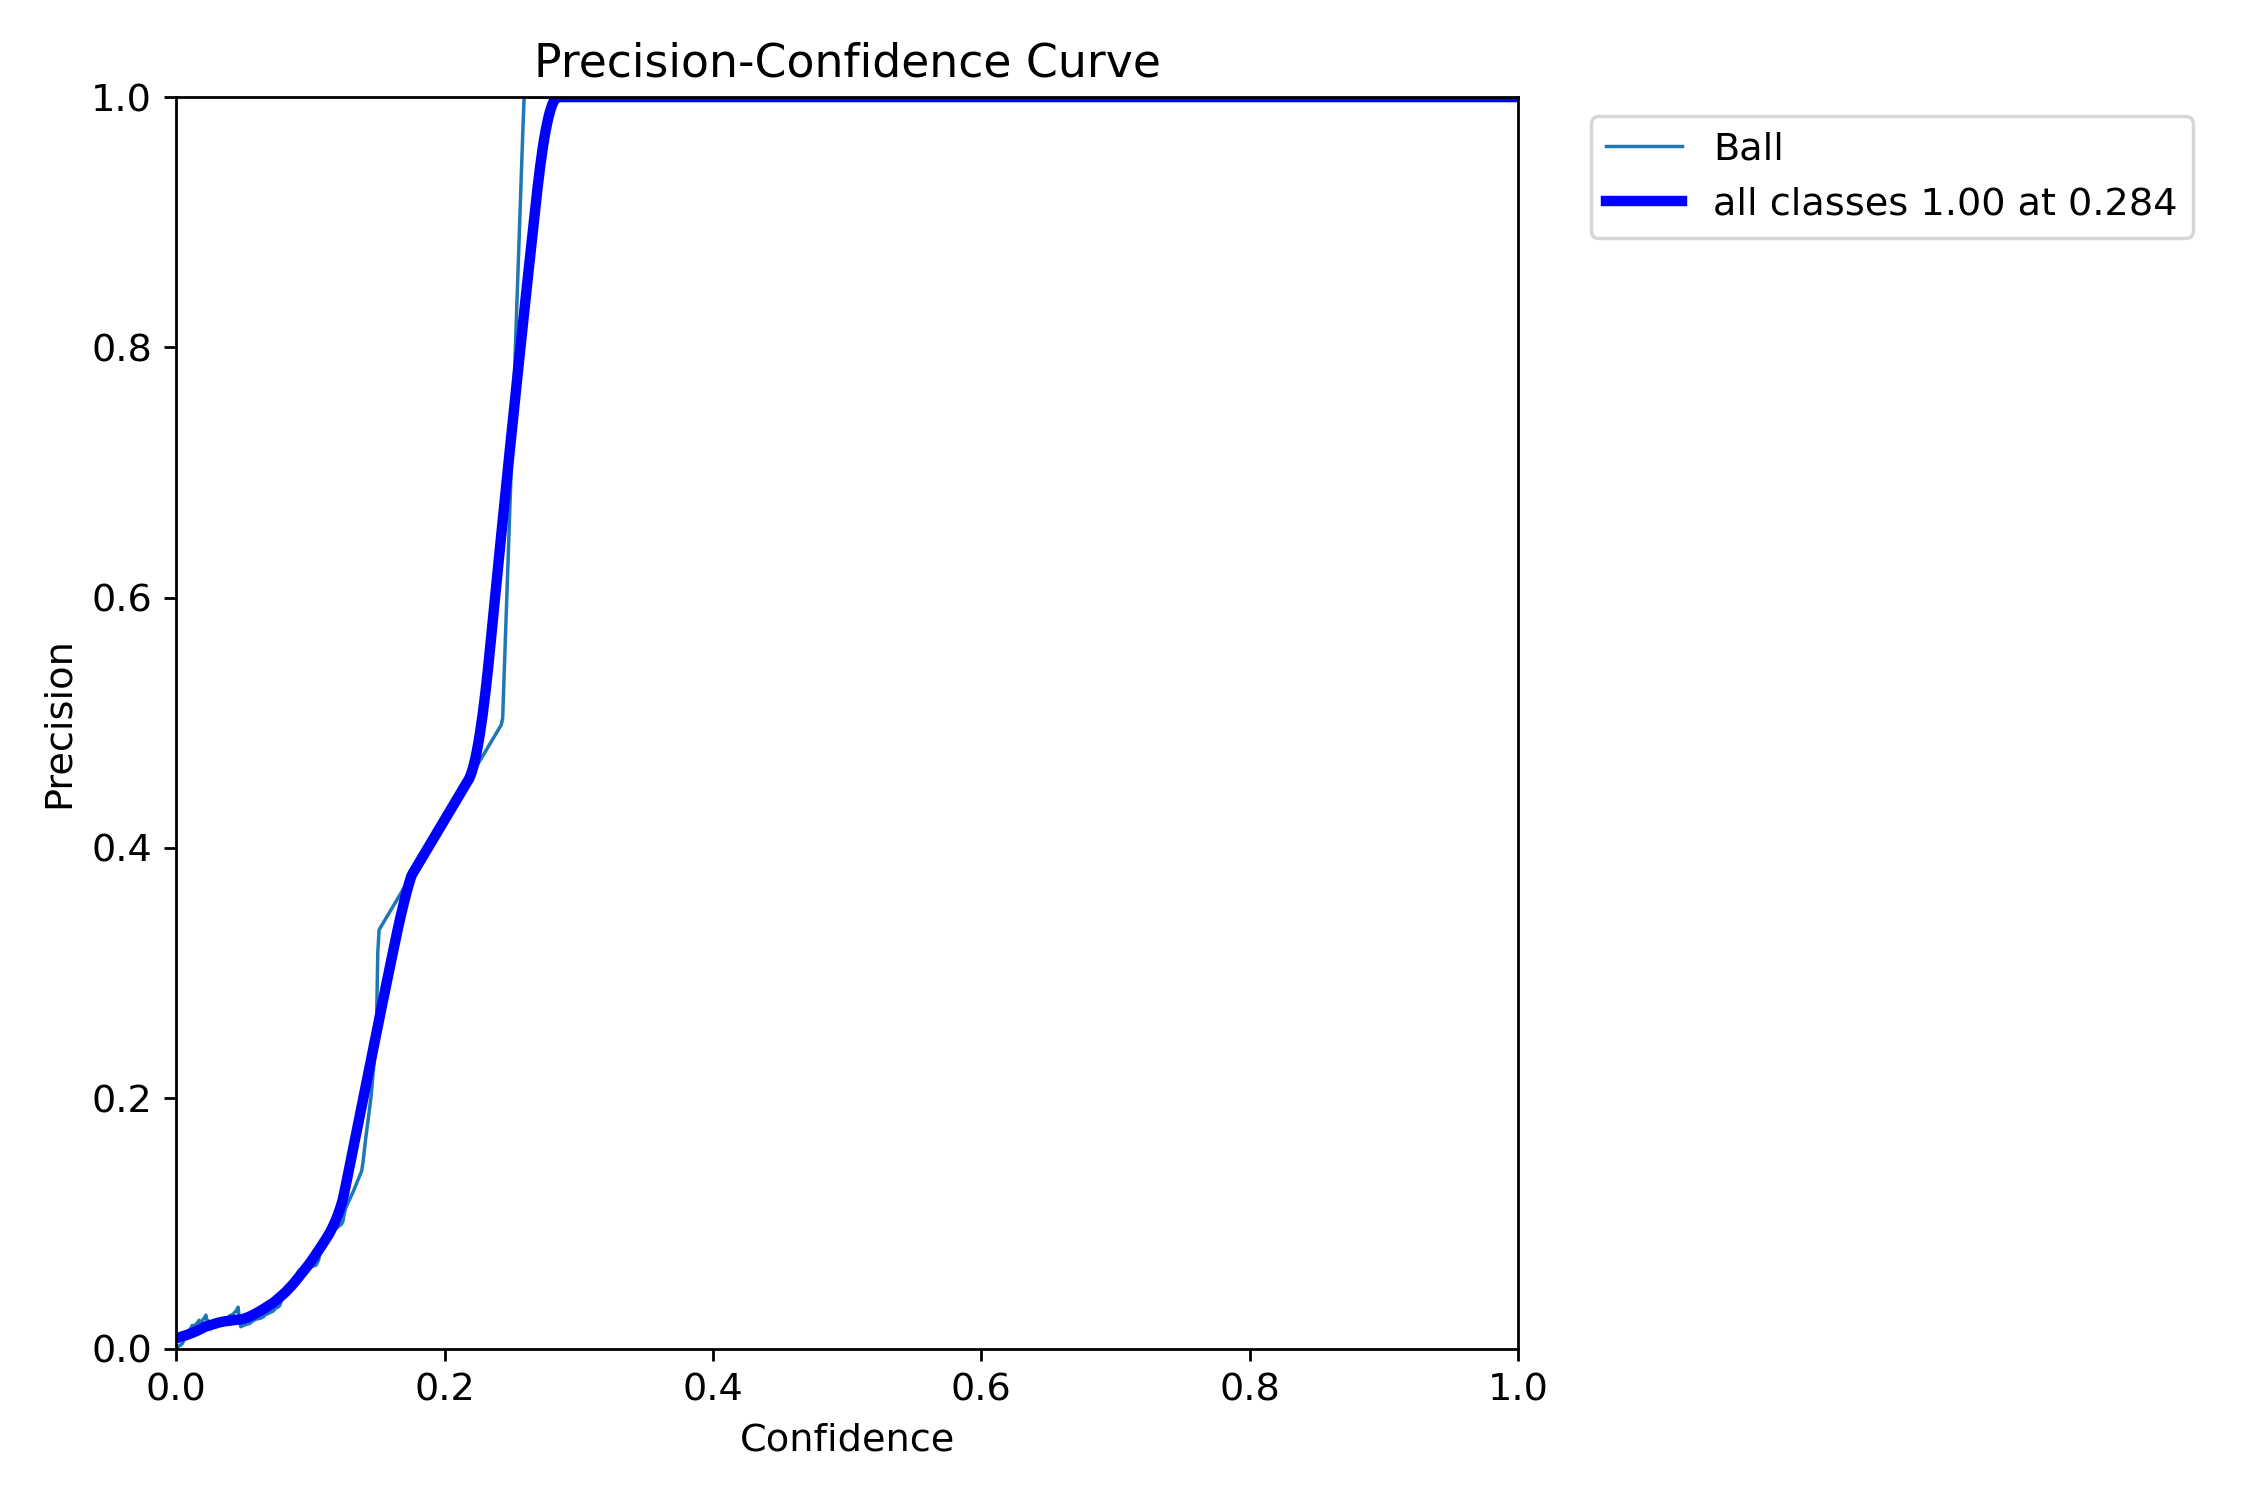 Precision-Confidence Curve
1.0
0.8
0.6
0.4
0.2
0.0
Precision
0.0 0.2 0.4 0.6 0.8 1.0
Confidence
Ball
all classes 1.00 at 0.284